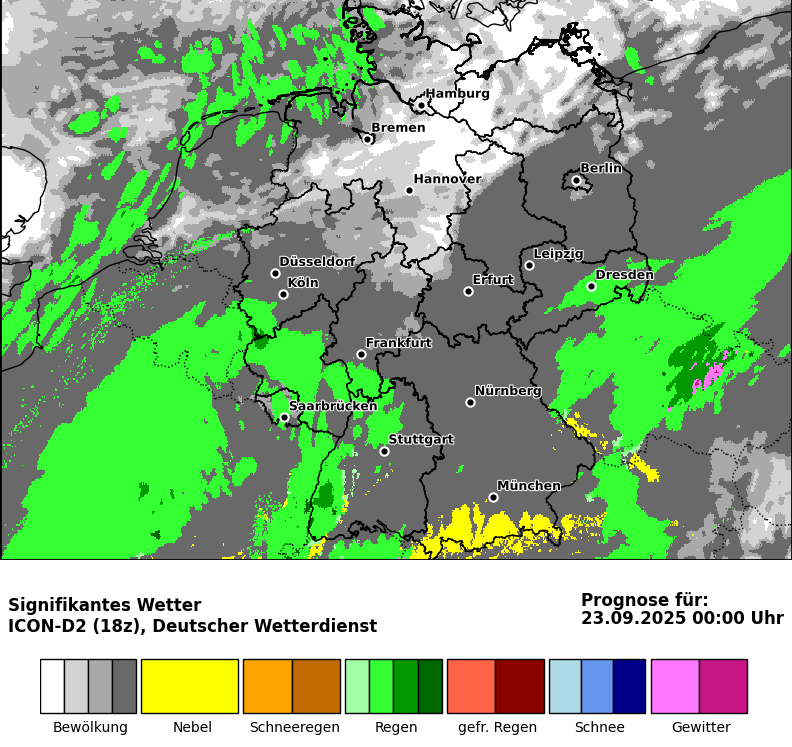 Hamburg
Bremen
Berlin
Hannover
Leipzig
Düsseldorf
Dresden
Köln
Erfurt
Frankfurt
Nürnberg
Saarbrücken
Stuttgart
München
Signifikantes Wetter
ICON-D2 (18z), Deutscher Wetterdienst
Prognose für:
23.09.2025 00:00 Uhr
Bewölkung
Nebel
Schneeregen
Regen
gefr. Regen
Schnee
Gewitter